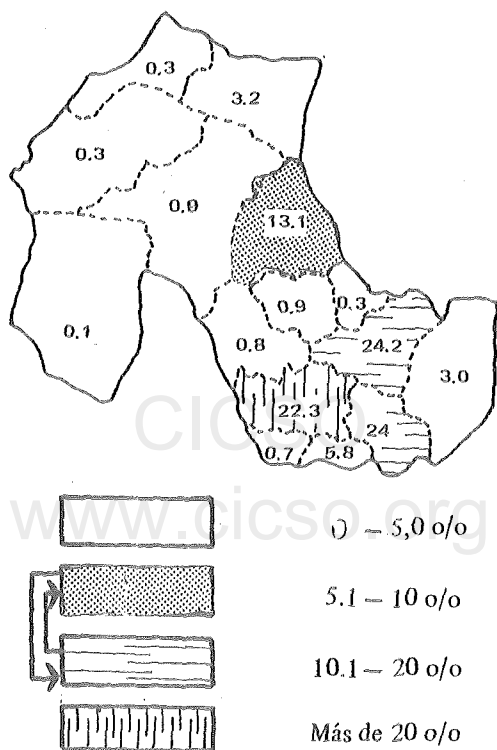 0.3
3.2
0.3
0.9
13.1
0.9
0.3
0.1
0.8
24.2
3.0
22.3
24
0.7
5.8
CICSO
www.cicso.org
0 – 5,0 o/o
5.1 – 10 o/o
10.1 – 20 o/o
Más de 20 o/o